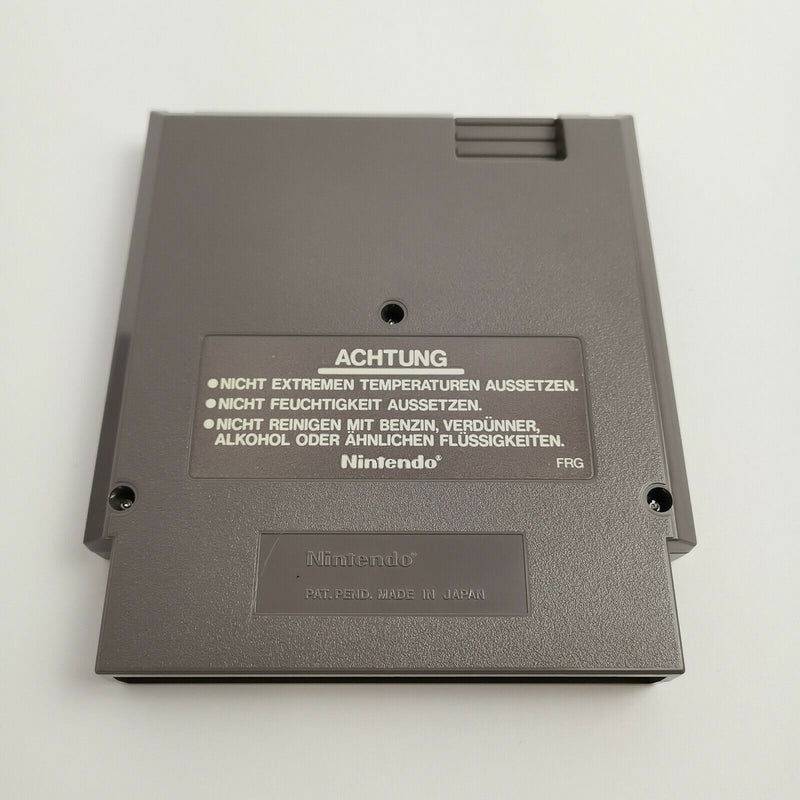 ACHTUNG
●NICHT EXTREMEN TEMPERATUREN AUSSETZEN.
●NICHT FEUCHTIGKEIT AUSSETZEN.
●NICHT REINIGEN MIT BENZIN, VERDÜNNER,
ALKOHOL ODER ÄHNLICHEN FLÜSSIGKEITEN.
Nintendo® FRG
Nintendo®
PAT. PEND. MADE IN JAPAN